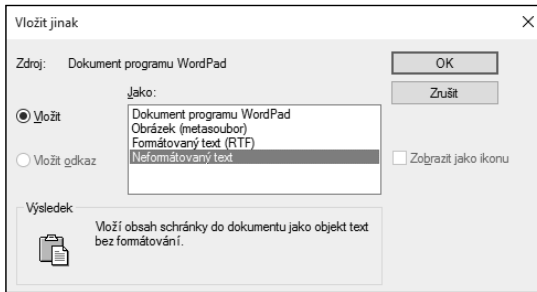 Vložit jinak
Zdroj: Dokument programu WordPad
OK
Zrušit
Jako:
Vložit
Vložit odkaz
Dokument programu WordPad
Obrázek (metasoubor)
Formátovaný text (RTF)
Neformátovaný text
Zobrazit jako ikonu
Výsledek
Vloží obsah schránky do dokumentu jako objekt text
bez formátování.